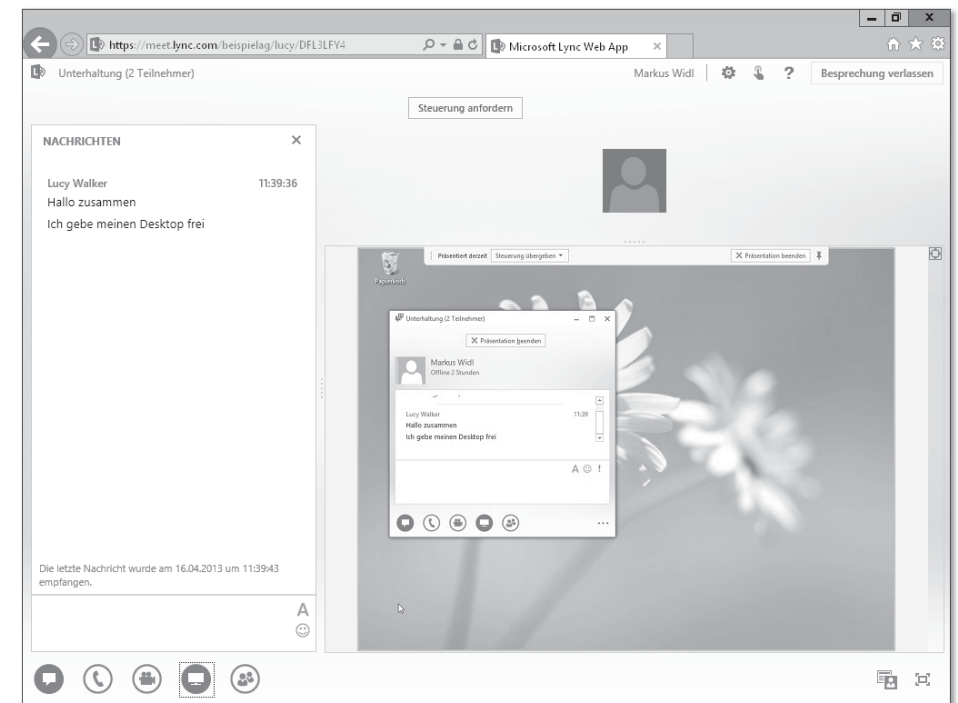 https://meet.lync.com/beispielag/lucy/DFL3LFY4
Microsoft Lync Web App
Unterhaltung (2 Teilnehmer)
Markus Widl
?
Besprechung verlassen
Steuerung anfordern
NACHRICHTEN
Lucy Walker 11:39:36
Hallo zusammen
Ich gebe meinen Desktop frei
Die letzte Nachricht wurde am 16.04.2013 um 11:39:43
empfangen.
A
Papierkorb
Präsentiert derzeit Steuerung übergeben
Präsentation beenden
Unterhaltung (2 Teilnehmer)
Präsentation beenden
Markus Widl
Offline 2 Stunden
Lucy Walker 11:39
Hallo zusammen
Ich gebe meinen Desktop frei
A !